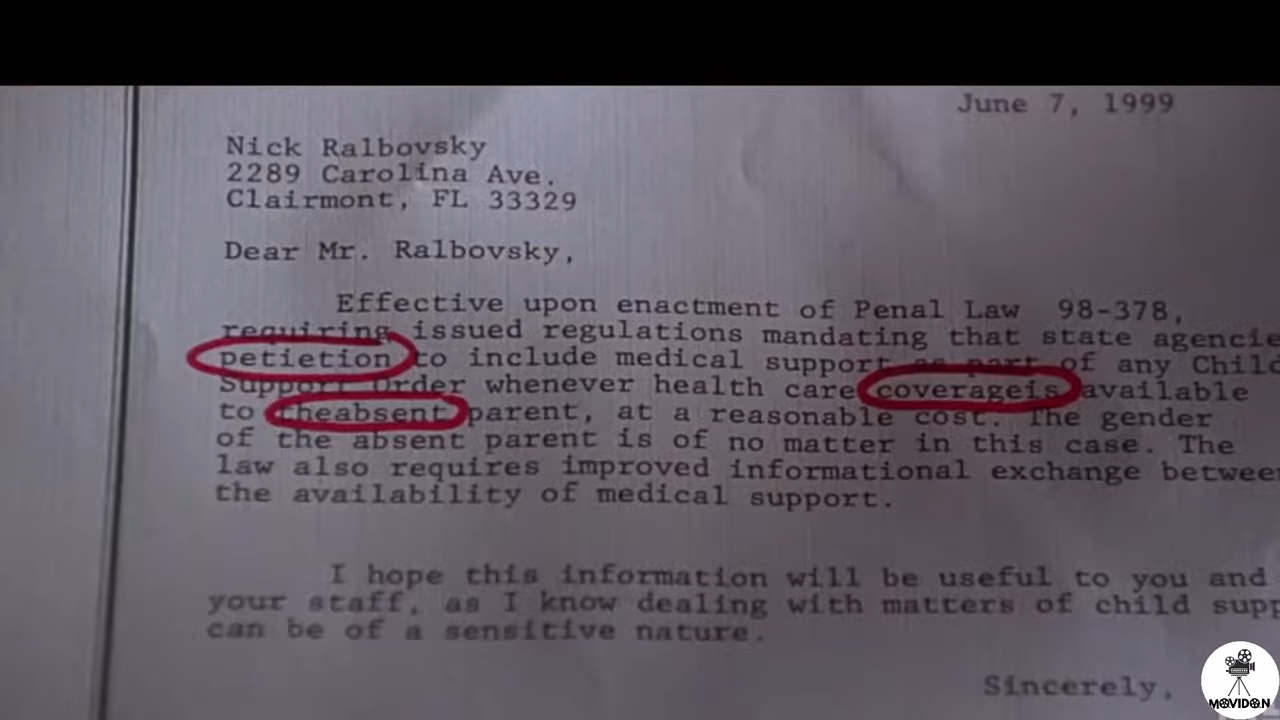 June 7, 1999
Nick Ralbovsky
2289 Carolina Ave.
Clairmont, FL 33329
Dear Mr. Ralbovsky,
Effective upon enactment of Penal Law 98-378,
requiring issued regulations mandating that state agencie
petietion to include medical support as part of any Child
Support Order whenever health care coverageis available
to theabsent parent, at a reasonable cost. The gender
of the absent parent is of no matter in this case. The
law also requires improved informational exchange between
the availability of medical support.
I hope this information will be useful to you and
your staff, as I know dealing with matters of child supp
can be of a sensitive nature.
Sincerely,
MOVIDON